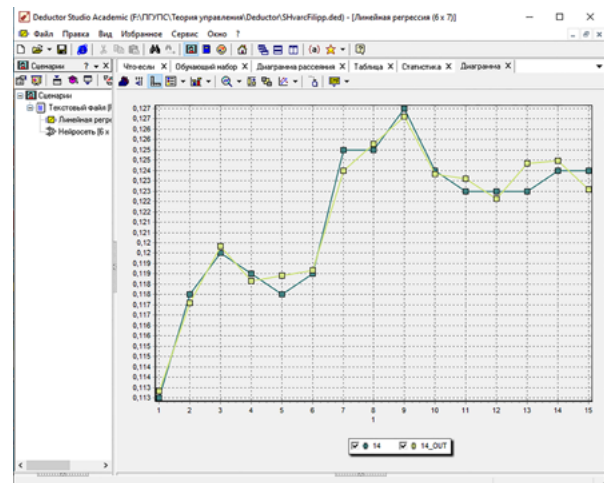 Deductor Studio Academic (F:\ПГУПС\Теория управления\Deductor\SHvarcFilipp.ded) - [Линейная регрессия (6 x 7)]
Файл Правка Вид Избранное Сервис Окно ?
Сценарии
Что-если X Обучающий набор X Диаграмма рассеяния X Таблица X Статистика X Диаграмма X
Сценарии
Текстовый файл
Линейная регре
Нейросеть [6 x
0,127
0,126
0,126
0,125
0,125
0,124
0,124
0,123
0,123
0,122
0,122
0,121
0,121
0,12
0,12
0,119
0,119
0,118
0,118
0,117
0,117
0,116
0,116
0,115
0,115
0,114
0,114
0,113
1 2 3 4 5 6 7 8 9 10 11 12 13 14 15
1
14 14_OUT